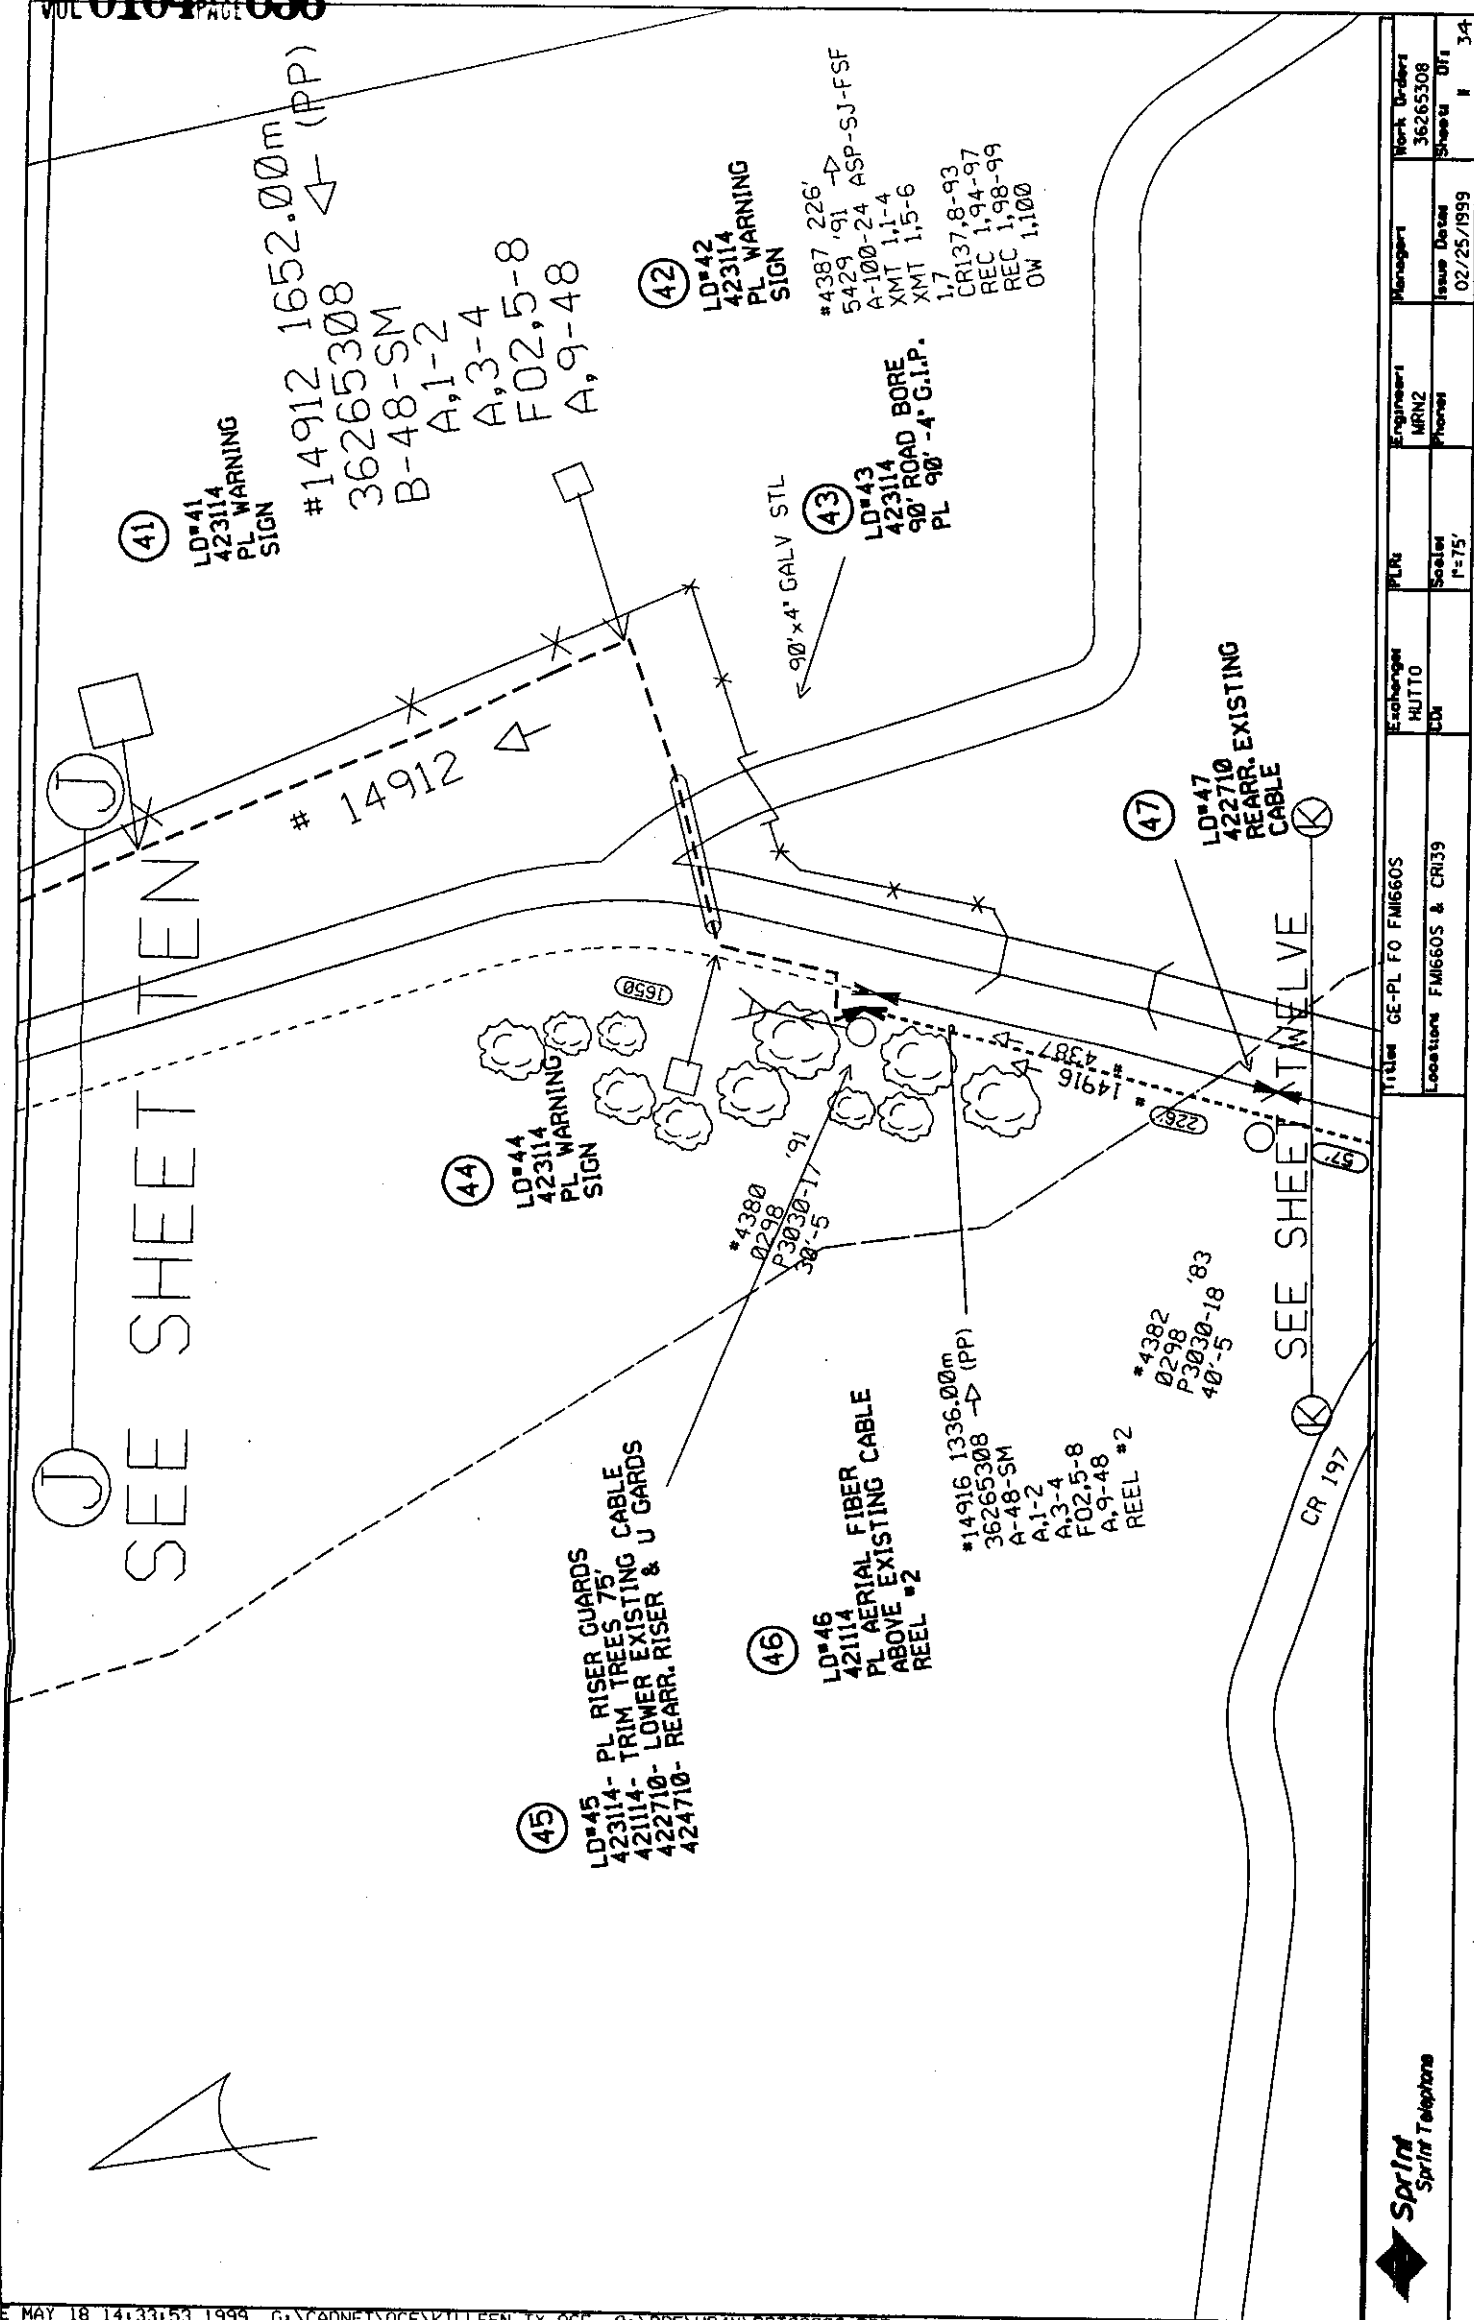 VOL 0104 PAGE
J
J
SEE SHEET TEN
# 14912
41
LD#41
423114
PL WARNING
SIGN
#14912 1652.00m
36265308 (PP)
B-48-SM
A,1-2
A,3-4
FO2,5-8
A,9-48
42
LD#42
423114
PL WARNING
SIGN
#4387 226'
5429 '91
A-100-24 ASP-SJ-FSF
XMT 1,1-4
XMT 1,5-6
1,7
CR137,8-93
REC 1,94-97
REC 1,98-99
OW 1,100
90'x4" GALV STL
43
LD#43
423114
90' ROAD BORE
PL 90'-4" G.I.P.
44
LD#44
423114
PL WARNING
SIGN
1650
45
LD#45
423114- PL RISER GUARDS
421114- TRIM TREES 75'
422710- LOWER EXISTING CABLE
424710- REARR. RISER & U GARDS
#4380
0298 '91
P3030-17
30'-5
46
LD#46
421114
PL AERIAL FIBER
ABOVE EXISTING CABLE
REEL #2
#14916 1336.00m
36265308 (PP)
A-48-SM
A,1-2
A,3-4
FO2,5-8
A,9-48
REEL #2
# 4387
# 14916
226'
57'
47
LD#47
422710
REARR. EXISTING
CABLE
#4382
0298 '83
P3030-18
40'-5
K
K
SEE SHEET TWELVE
CR 197
Sprint
Sprint Telephone
Title: GE-PL FO FM1660S
Location: FM1660S & CR139
Exchange: HUTTO
CD:
PLR:
Scale: 1"=75'
Engineer: MRN2
Phone:
Manager:
Issue Date: 02/25/1999
Work Order: 36265308
Sheet: 11 Of: 34
MAY 18 14:33:53 1999